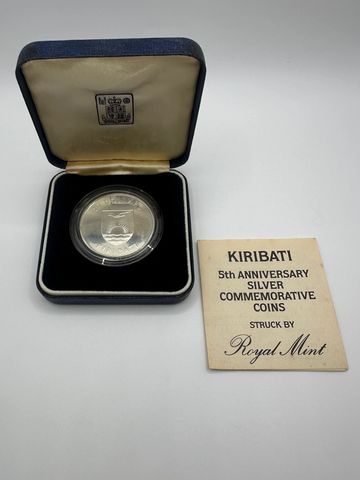 KIRIBATI
5th ANNIVERSARY
SILVER
COMMEMORATIVE
COINS
STRUCK BY
Royal Mint